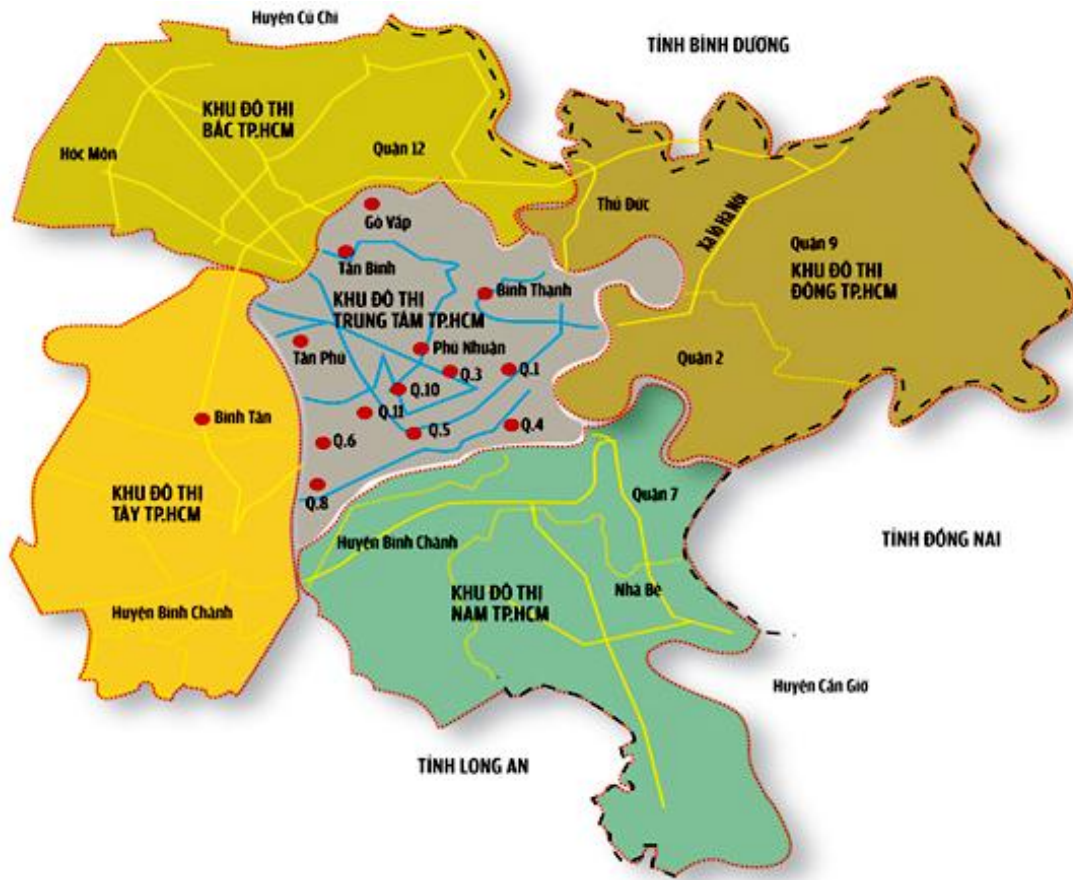 Huyện Củ Chi
TỈNH BÌNH DƯƠNG
KHU ĐÔ THỊ
BẮC TP.HCM
Hóc Môn
Quận 12
Thủ Đức
Xa lộ Hà Nội
Gò Vấp
Quận 9
KHU ĐÔ THỊ
ĐÔNG TP.HCM
Tân Bình
Bình Thạnh
KHU ĐÔ THỊ
TRUNG TÂM TP.HCM
Tân Phú
Phú Nhuận
Quận 2
Q.3
Q.1
Q.10
Q.11
Bình Tân
Q.5
Q.4
Q.6
Q.8
KHU ĐÔ THỊ
TÂY TP.HCM
Quận 7
Huyện Bình Chánh
TỈNH ĐỒNG NAI
KHU ĐÔ THỊ
NAM TP.HCM
Nhà Bè
Huyện Bình Chánh
Huyện Cần Giờ
TỈNH LONG AN